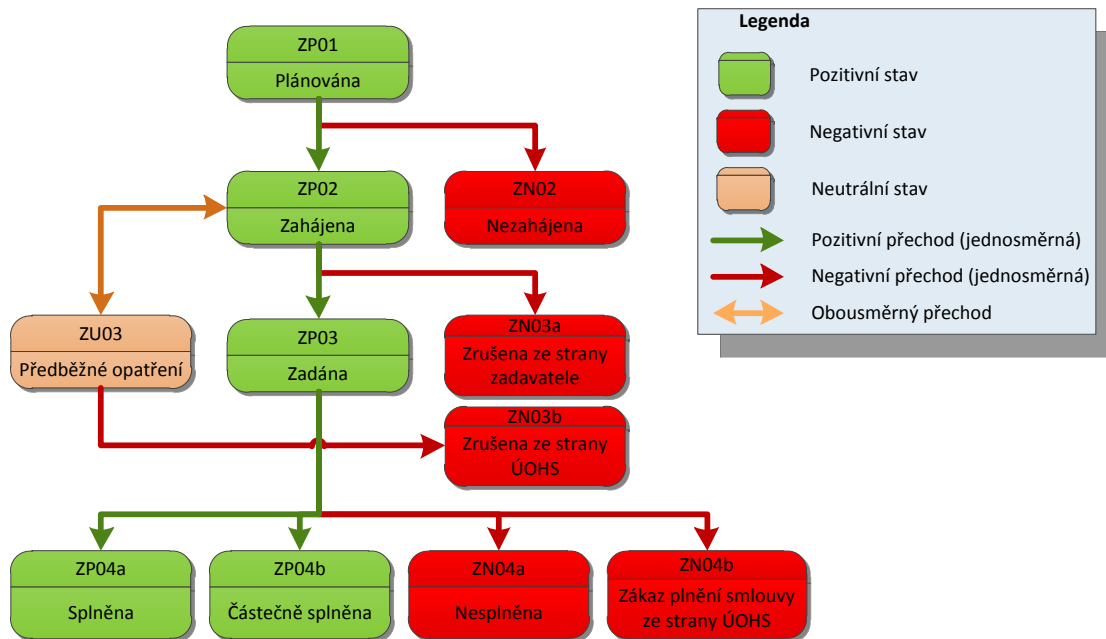 ZP01
Plánována
ZP02
Zahájena
ZN02
Nezahájena
ZU03
Předběžné opatření
ZP03
Zadána
ZN03a
Zrušena ze strany
zadavatele
ZN03b
Zrušena ze strany
ÚOHS
ZP04a
Splněna
ZP04b
Částečně splněna
ZN04a
Nesplněna
ZN04b
Zákaz plnění smlouvy
ze strany ÚOHS
Legenda
Pozitivní stav
Negativní stav
Neutrální stav
Pozitivní přechod (jednosměrná)
Negativní přechod (jednosměrná)
Obousměrný přechod